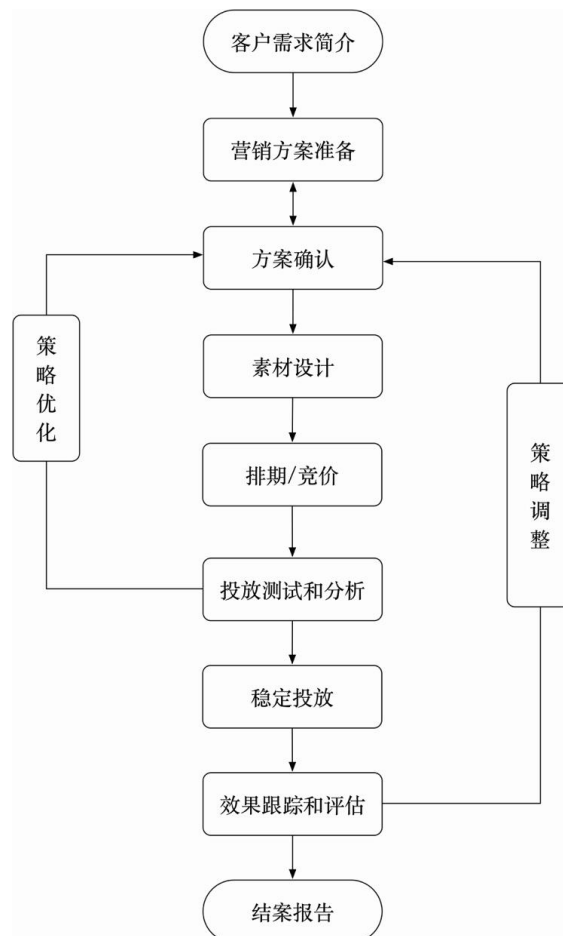 客户需求简介
营销方案准备
方案确认
策略优化
素材设计
策略调整
排期/竞价
投放测试和分析
稳定投放
效果跟踪和评估
结案报告